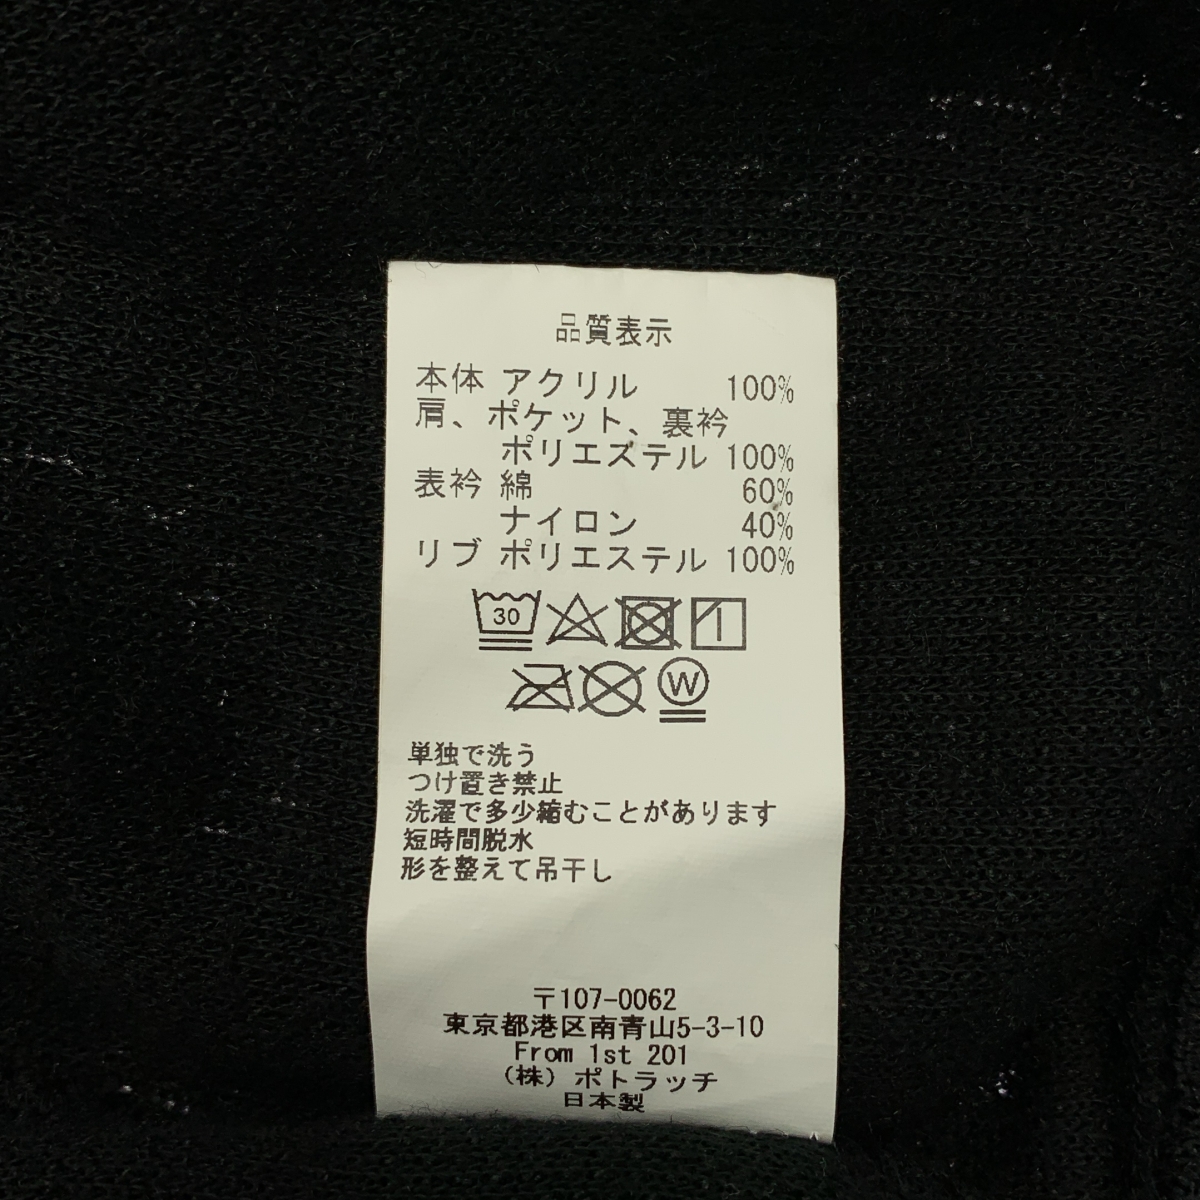 品質表示
本体 アクリル 100%
肩、ポケット、裏衿
ポリエステル 100%
表衿 綿 60%
ナイロン 40%
リブ ポリエステル 100%
30
W
単独で洗う
つけ置き禁止
洗濯で多少縮むことがあります
短時間脱水
形を整えて吊干し
〒107-0062
東京都港区南青山5-3-10
From 1st 201
(株) ポトラッチ
日本製